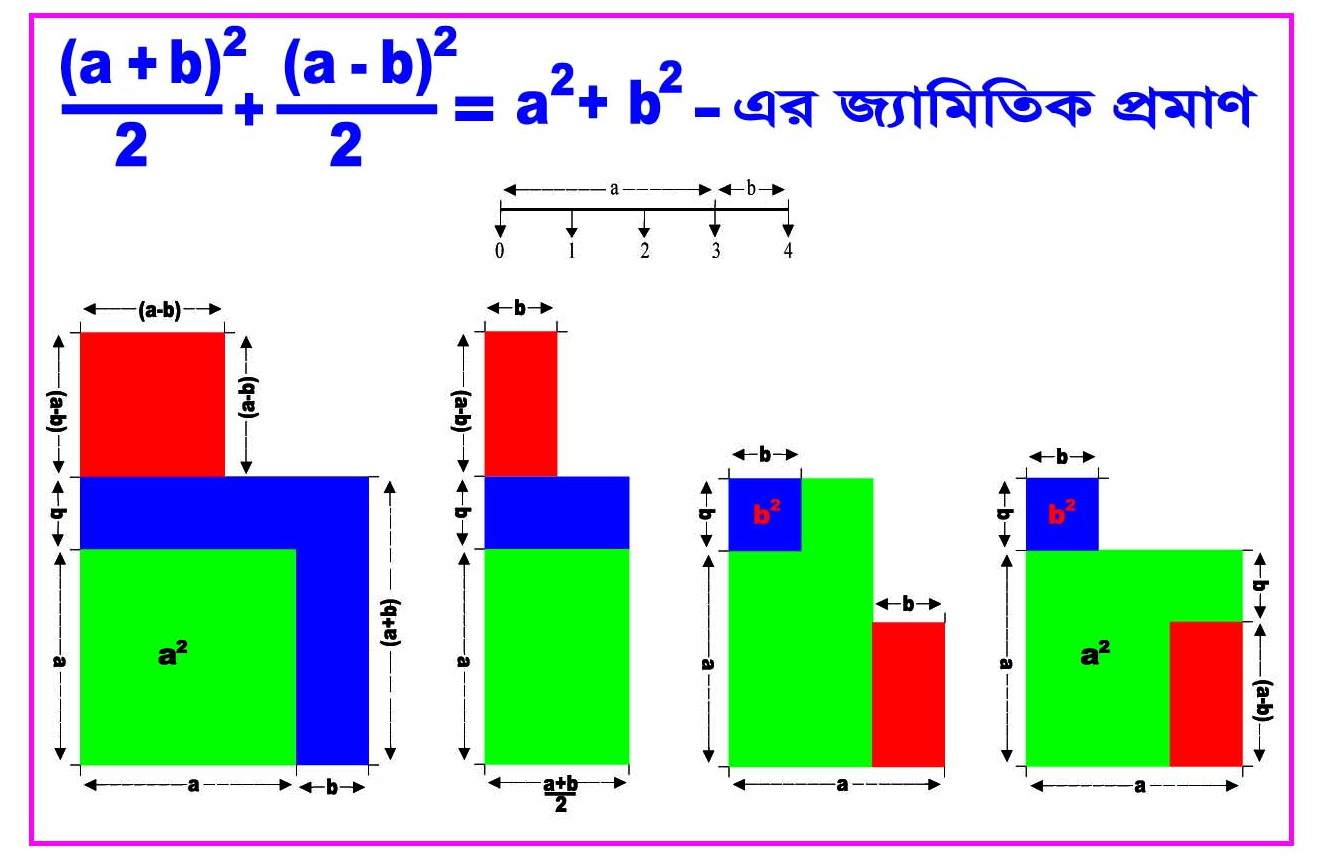 (a + b)²/2 + (a - b)²/2 = a² + b² – এর জ্যামিতিক প্রমাণ
a b
0 1 2 3 4
(a-b) b
(a-b) (a-b) (a-b)
b b
b b b b
b² b²
b
b
a (a+b) a a a
a² a²
(a-b)
a b a+b/2 a a